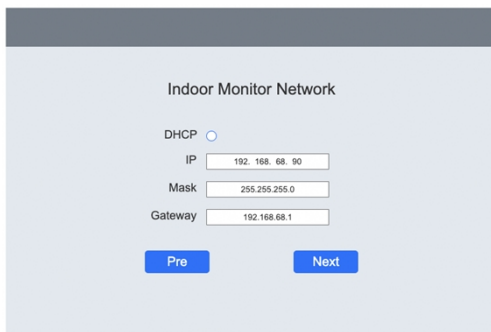 Indoor Monitor Network
DHCP
IP 192. 168. 68. 90
Mask 255.255.255.0
Gateway 192.168.68.1
Pre Next